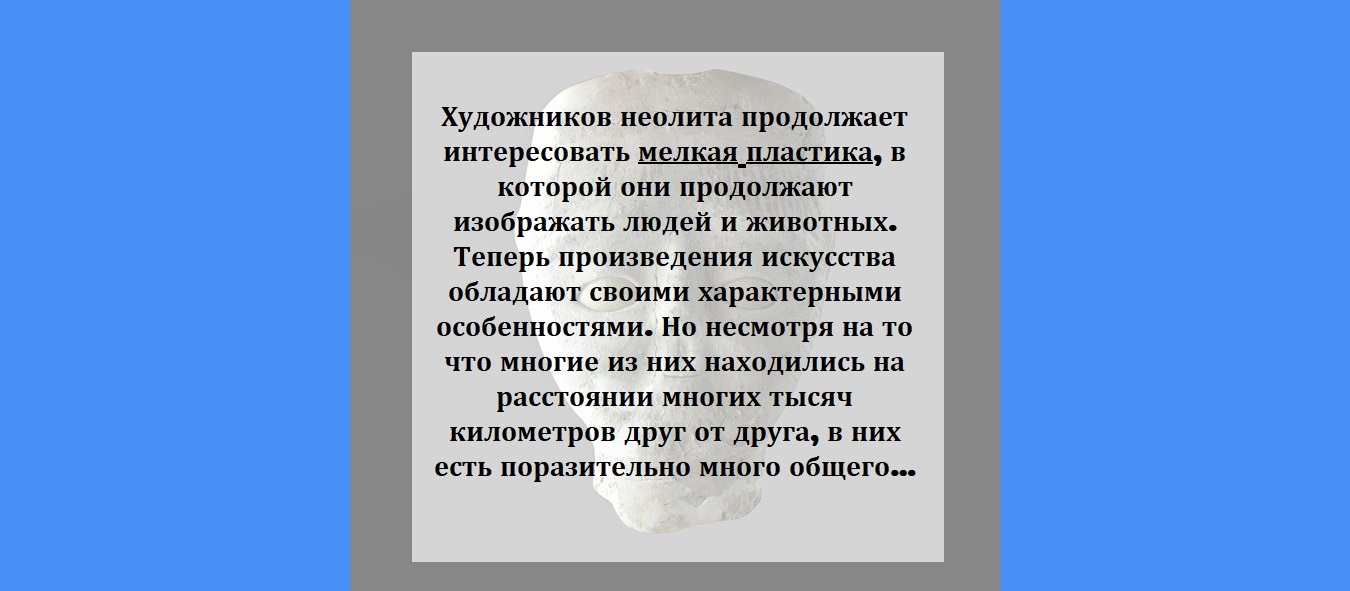 Художников неолита продолжает
интересовать мелкая пластика, в
которой они продолжают
изображать людей и животных.
Теперь произведения искусства
обладают своими характерными
особенностями. Но несмотря на то
что многие из них находились на
расстоянии многих тысяч
километров друг от друга, в них
есть поразительно много общего...